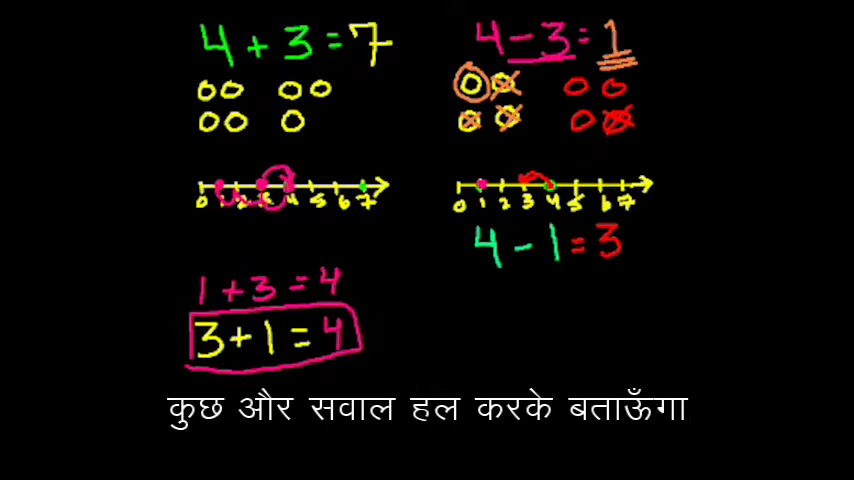 4 + 3 = 7
4 - 3 = 1
0 1 2 3 4 5 6 7
0 1 2 3 4 5 6 7
4 - 1 = 3
1 + 3 = 4
3 + 1 = 4
कुछ और सवाल हल करके बताऊँगा